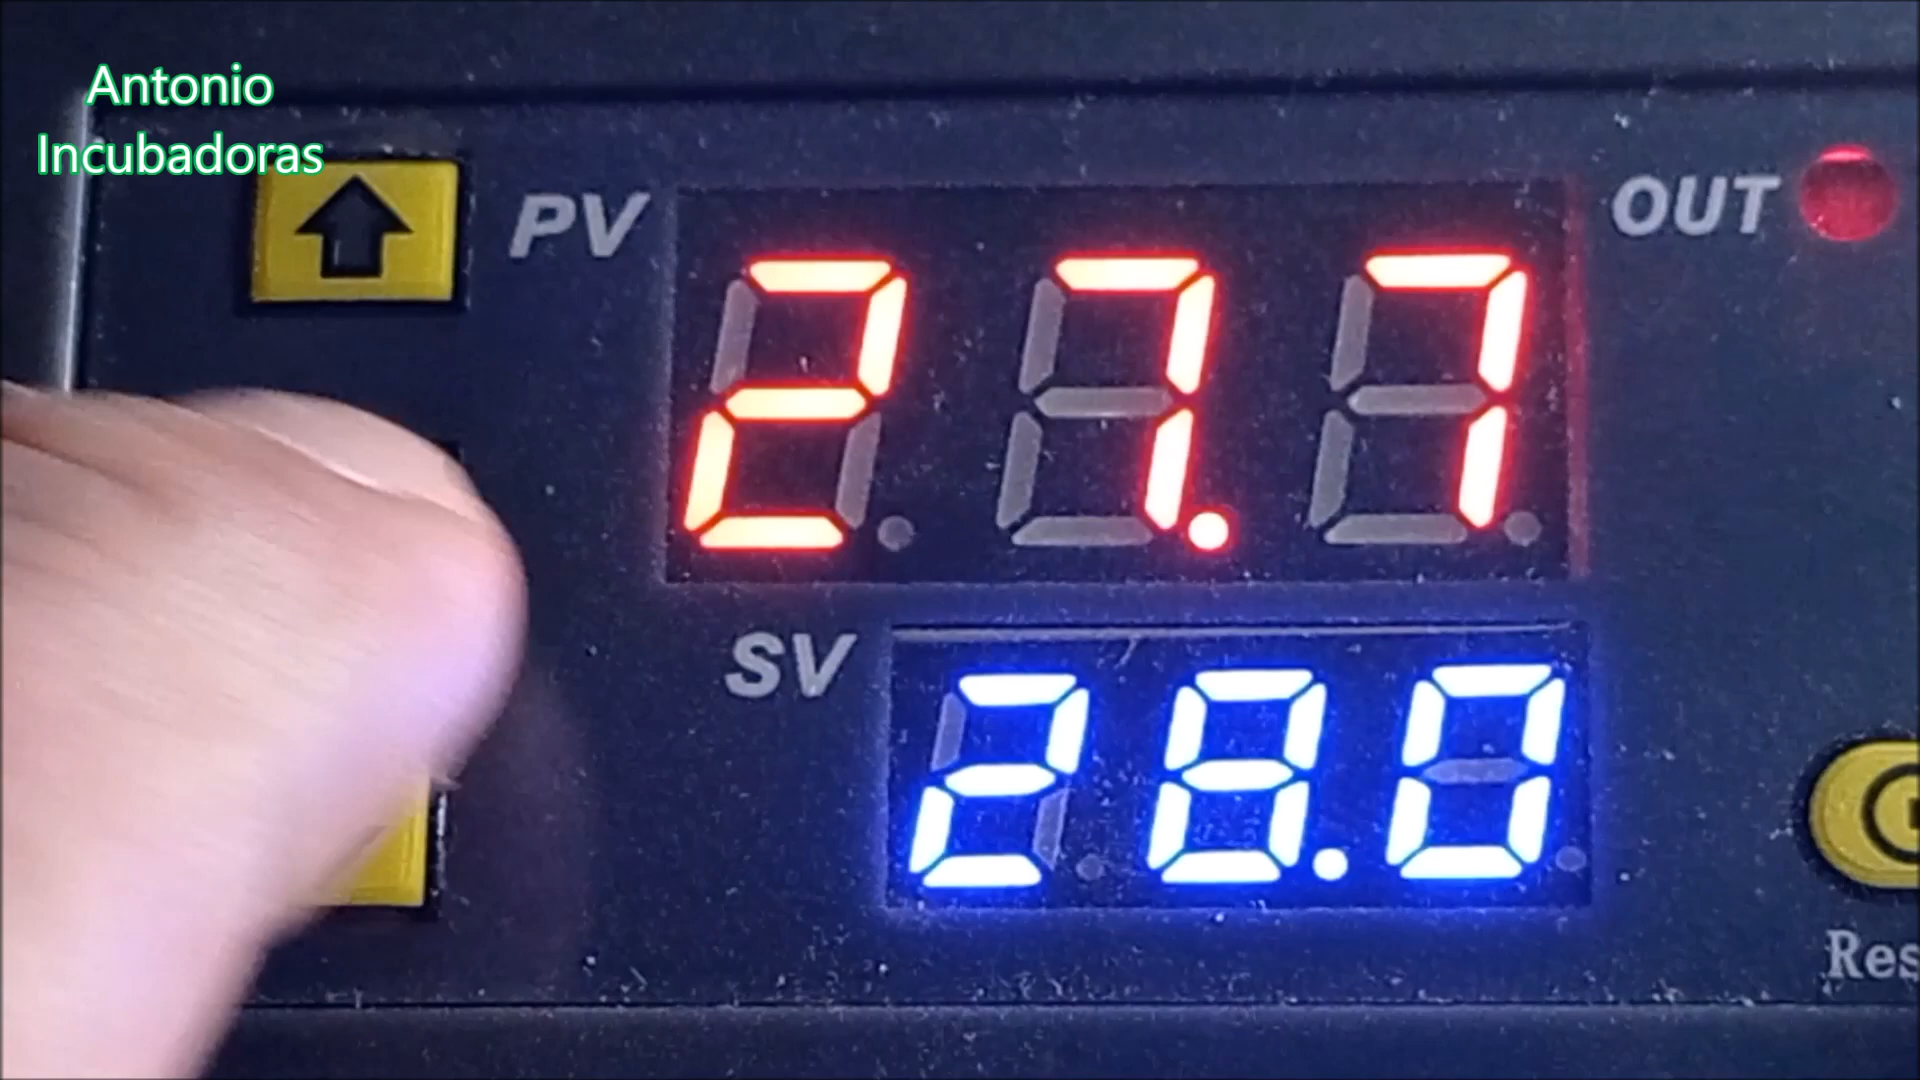 Antonio
Incubadoras
PV
27.7
OUT
SV
28.0
Res